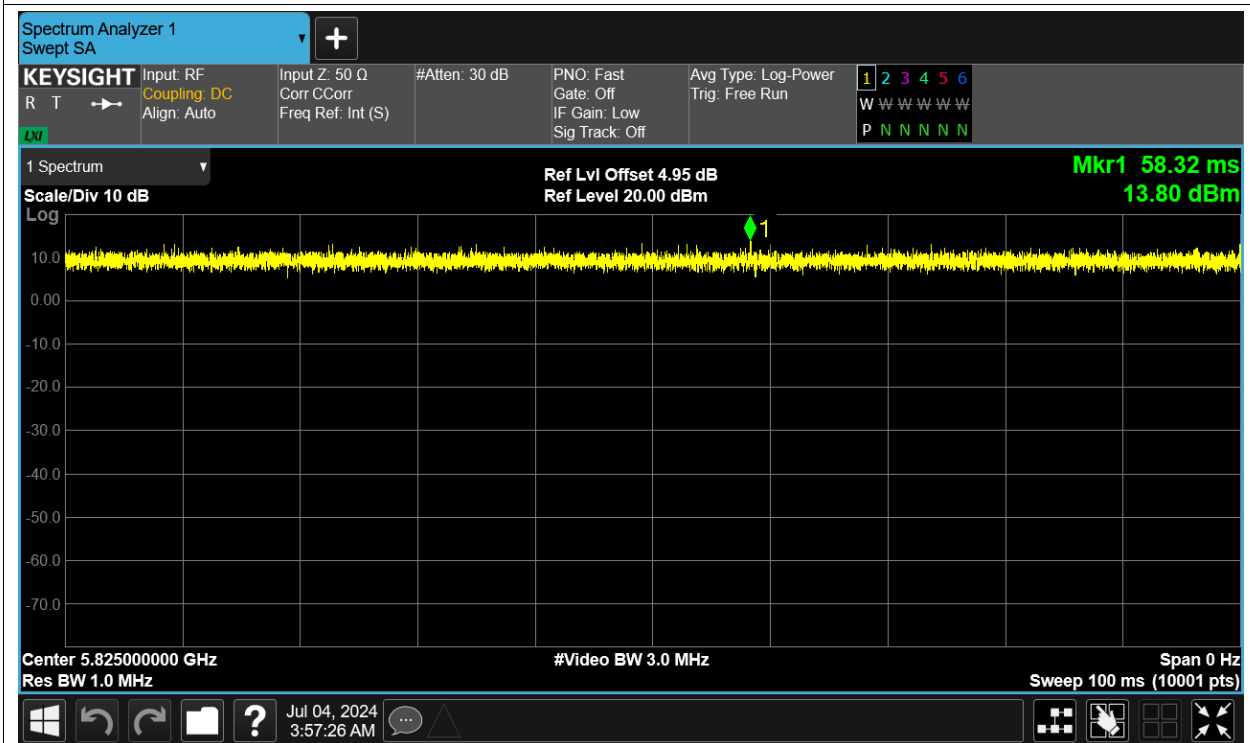 Spectrum Analyzer 1
Swept SA
KEYSIGHT
R T
LXI
Input: RF
Coupling: DC
Align: Auto
Input Z: 50 Ω
Corr CCorr
Freq Ref: Int (S)
#Atten: 30 dB
PNO: Fast
Gate: Off
IF Gain: Low
Sig Track: Off
Avg Type: Log-Power
Trig: Free Run
1 2 3 4 5 6
W W W W W W
P N N N N N
1 Spectrum
Scale/Div 10 dB
Log
Ref Lvl Offset 4.95 dB
Ref Level 20.00 dBm
Mkr1 58.32 ms
13.80 dBm
1
10.0
0.00
-10.0
-20.0
-30.0
-40.0
-50.0
-60.0
-70.0
Center 5.825000000 GHz
Res BW 1.0 MHz
#Video BW 3.0 MHz
Span 0 Hz
Sweep 100 ms (10001 pts)
?
Jul 04, 2024
3:57:26 AM